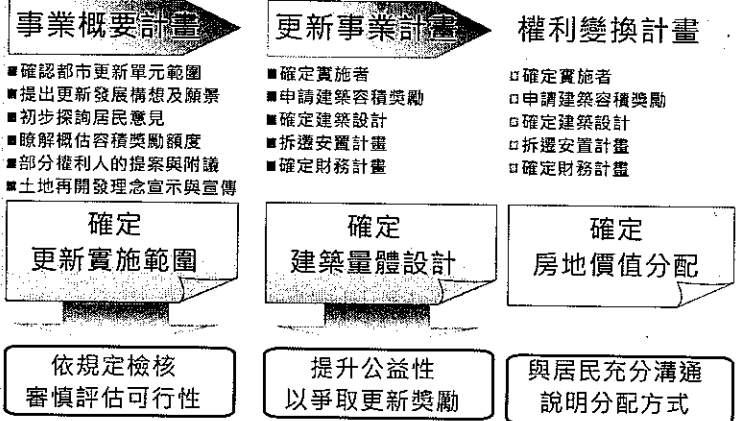 事業概要計畫
■確認都市更新單元範圍
■提出更新發展構想及願景
■初步探詢居民意見
■瞭解概估容積獎勵額度
■部分權利人的提案與附議
■土地再開發理念宣示與宣傳
確定
更新實施範圍
依規定檢核
審慎評估可行性
更新事業計畫
■確定實施者
■申請建築容積獎勵
■確定建築設計
■拆遷安置計畫
■確定財務計畫
確定
建築量體設計
提升公益性
以爭取更新獎勵
權利變換計畫
□確定實施者
□申請建築容積獎勵
□確定建築設計
□拆遷安置計畫
□確定財務計畫
確定
房地價值分配
與居民充分溝通
說明分配方式